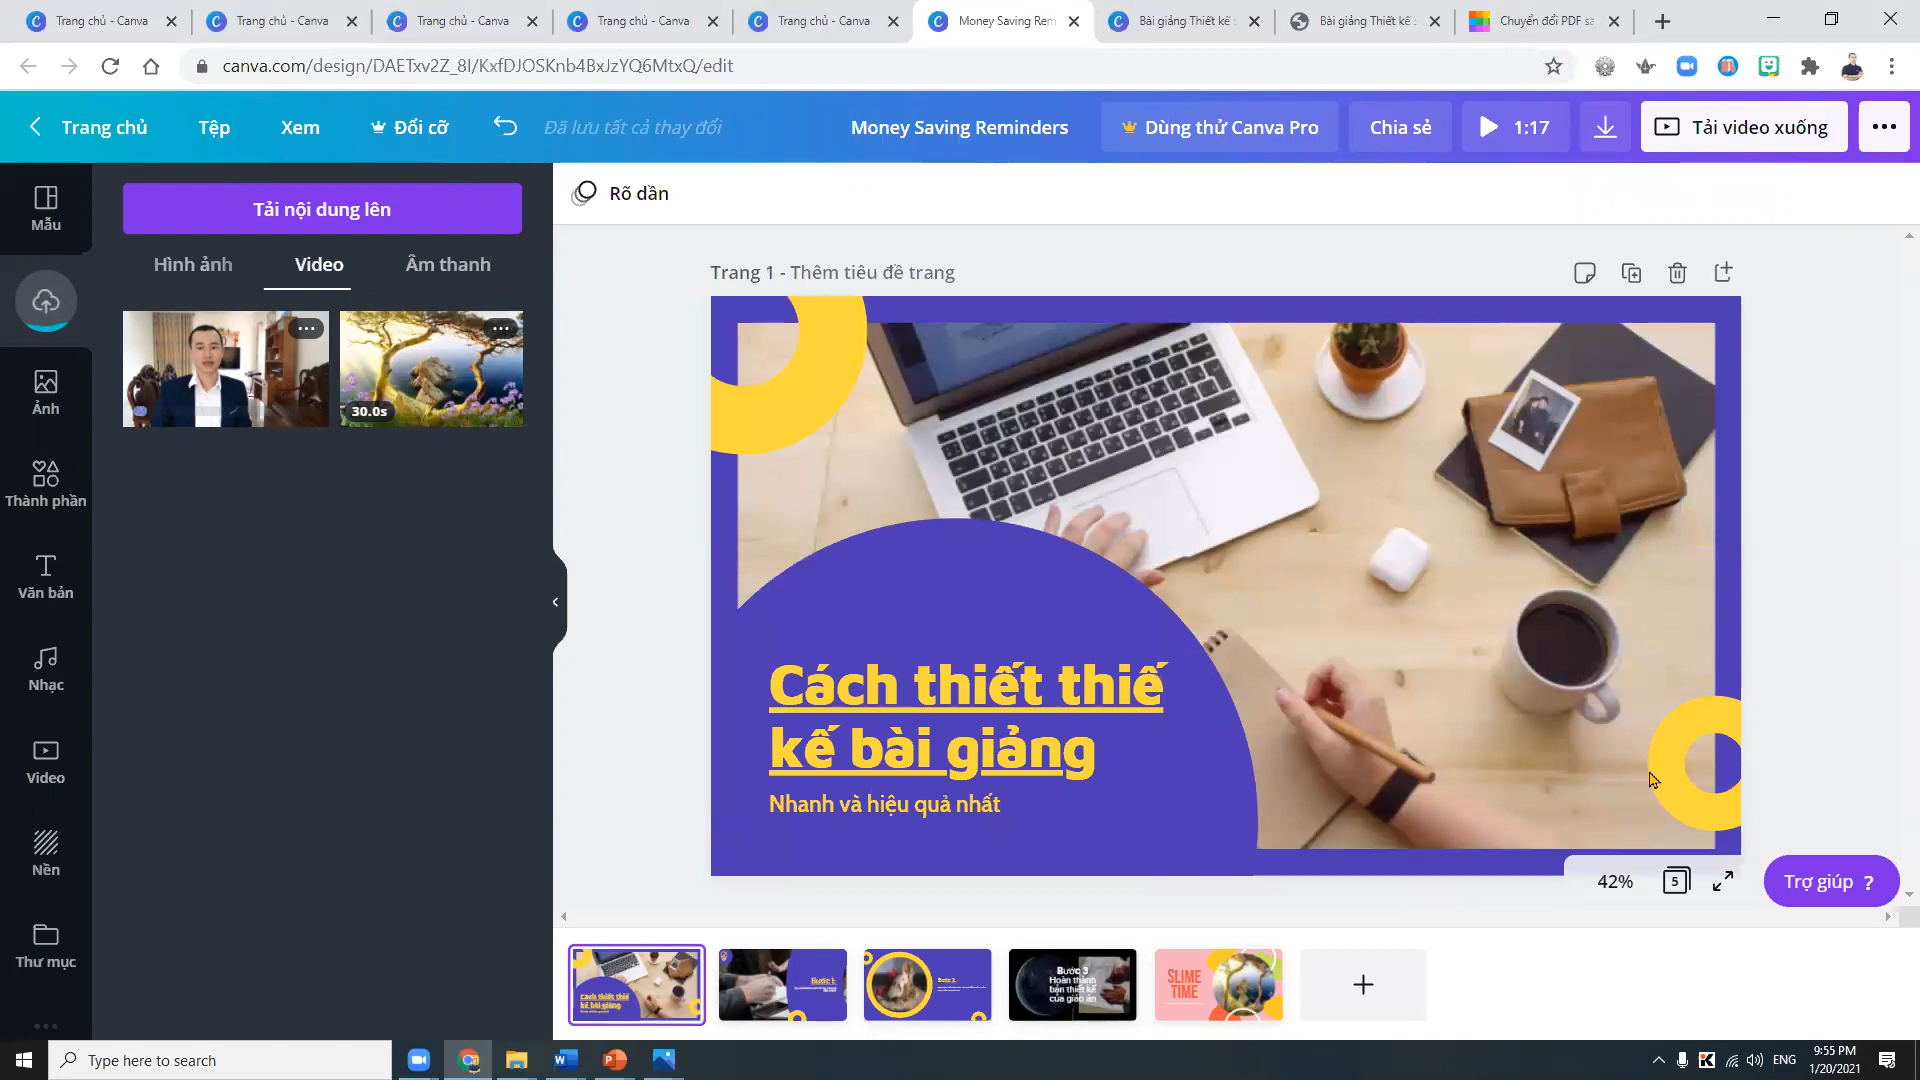 Trang chủ - Canva
Trang chủ - Canva
Trang chủ - Canva
Trang chủ - Canva
Trang chủ - Canva
Money Saving Rem
Bài giảng Thiết kế s
Bài giảng Thiết kế s
Chuyển đổi PDF sa
canva.com/design/DAETxv2Z_8I/KxfDJOSKnb4BxJzYQ6MtxQ/edit
Trang chủ
Tệp
Xem
Đổi cỡ
Đã lưu tất cả thay đổi
Money Saving Reminders
Dùng thử Canva Pro
Chia sẻ
1:17
Tải video xuống
Mẫu
Ảnh
Thành phần
Văn bản
Nhạc
Video
Nền
Thư mục
Tải nội dung lên
Hình ảnh
Video
Âm thanh
30.0s
Rõ dần
Trang 1 - Thêm tiêu đề trang
Cách thiết thiế
kế bài giảng
Nhanh và hiệu quả nhất
42%
5
Trợ giúp ?
Cách thiết thiế
kế bài giảng
Bước 1:
Bước 2
Bước 3
Hoàn thành
bản thiết kế
của giáo án
SLIME
TIME
Type here to search
ENG
9:55 PM
1/20/2021